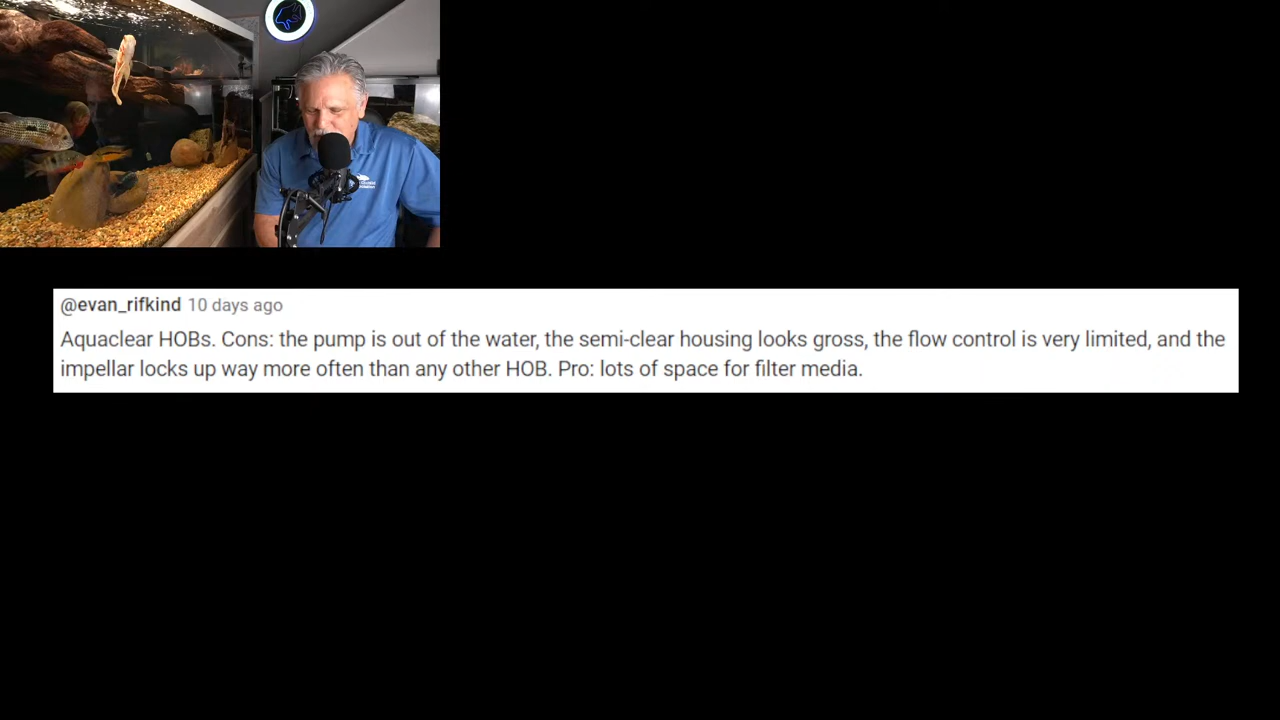 @evan_rifkind 10 days ago
Aquaclear HOBs. Cons: the pump is out of the water, the semi-clear housing looks gross, the flow control is very limited, and the
impellar locks up way more often than any other HOB. Pro: lots of space for filter media.